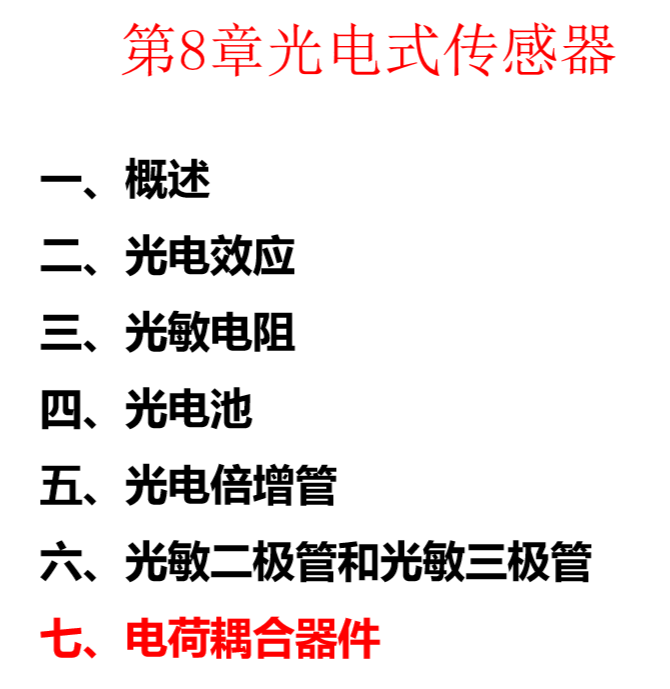 第8章光电式传感器
一、概述
二、光电效应
三、光敏电阻
四、光电池
五、光电倍增管
六、光敏二极管和光敏三极管
七、电荷耦合器件